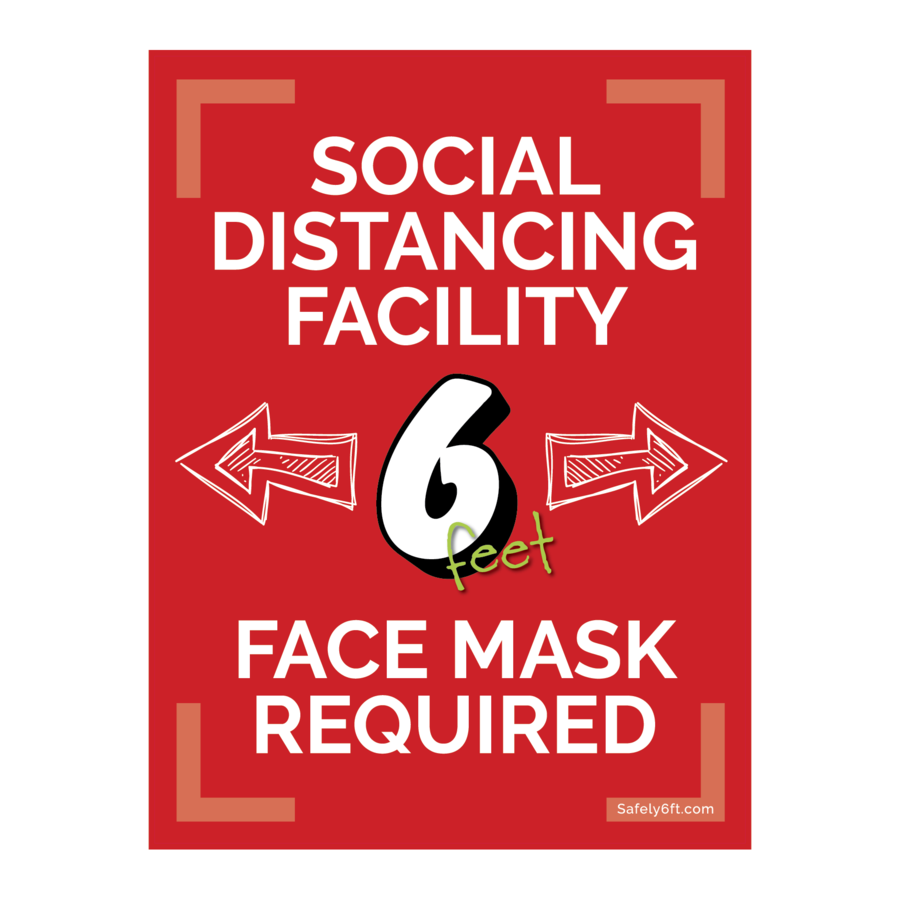 SOCIAL
DISTANCING
FACILITY
6
feet
FACE MASK
REQUIRED
Safely6ft.com